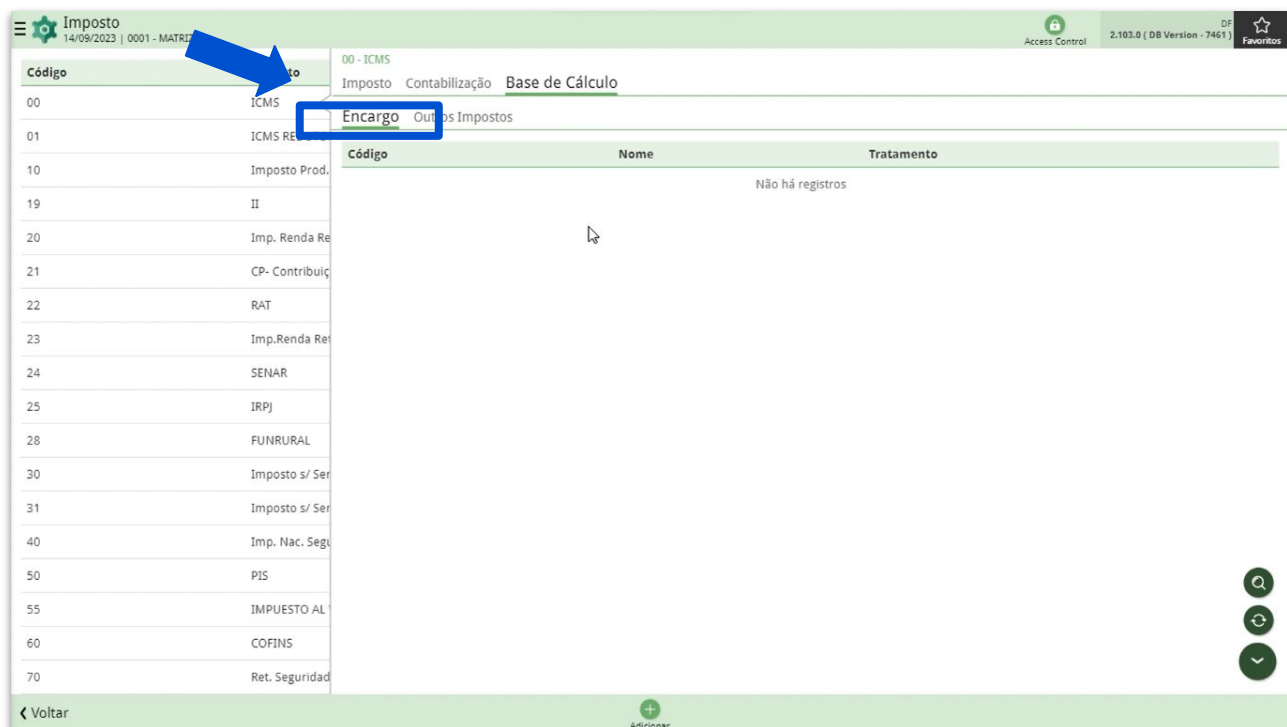 Imposto
14/09/2023 | 0001 - MATRIZ
Access Control
DF
2.103.0 ( DB Version - 7461 )
Favoritos
Código
00 ICMS
01 ICMS
10 Imposto Prod.
19 II
20 Imp. Renda Re
21 CP- Contribuiç
22 RAT
23 Imp.Renda Ret
24 SENAR
25 IRPJ
28 FUNRURAL
30 Imposto s/ Ser
31 Imposto s/ Ser
40 Imp. Nac. Segu
50 PIS
55 IMPUESTO AL
60 COFINS
70 Ret. Seguridad
00 - ICMS
Imposto Contabilização Base de Cálculo
Encargo Outros Impostos
Código Nome Tratamento
Não há registros
Voltar
Adicionar